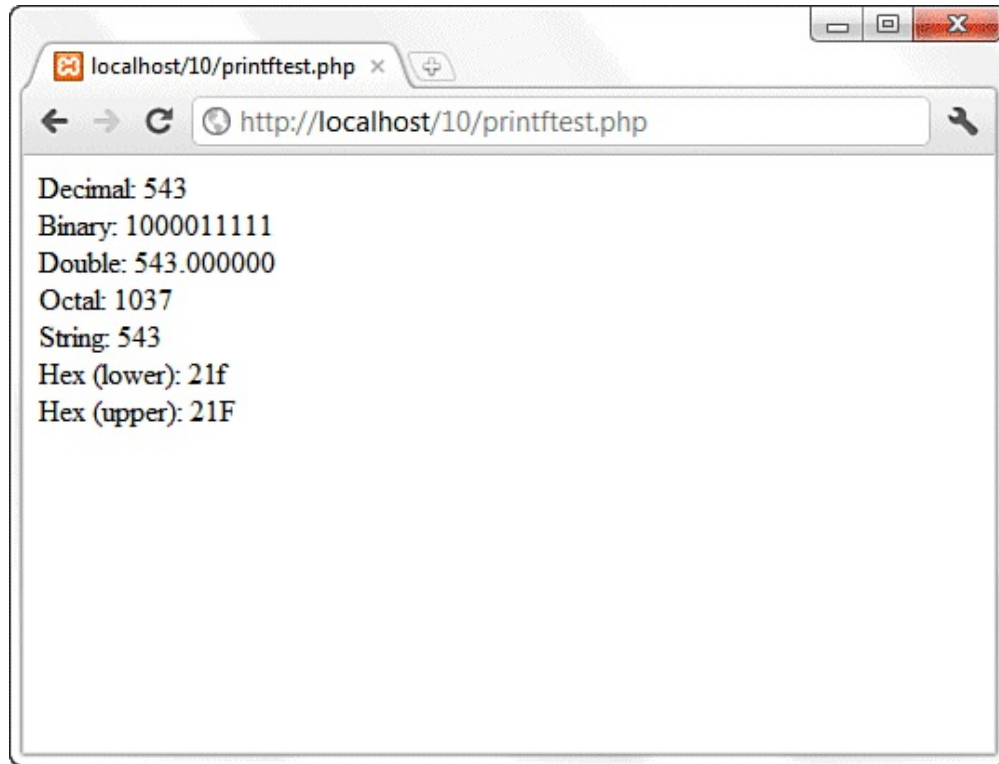 localhost/10/printftest.php
http://localhost/10/printftest.php
Decimal: 543
Binary: 1000011111
Double: 543.000000
Octal: 1037
String: 543
Hex (lower): 21f
Hex (upper): 21F